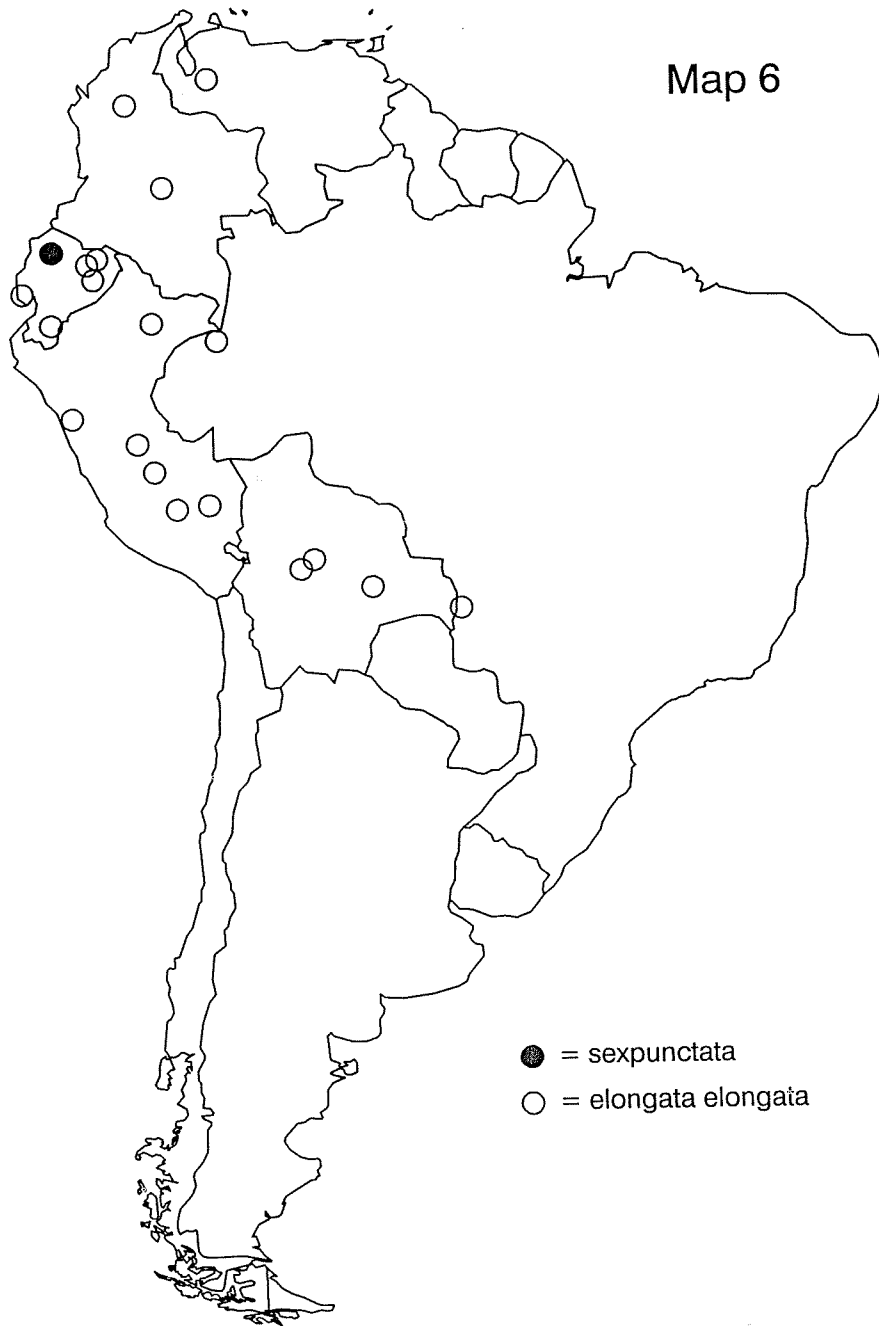 Map 6
= sexpunctata
= elongata elongata